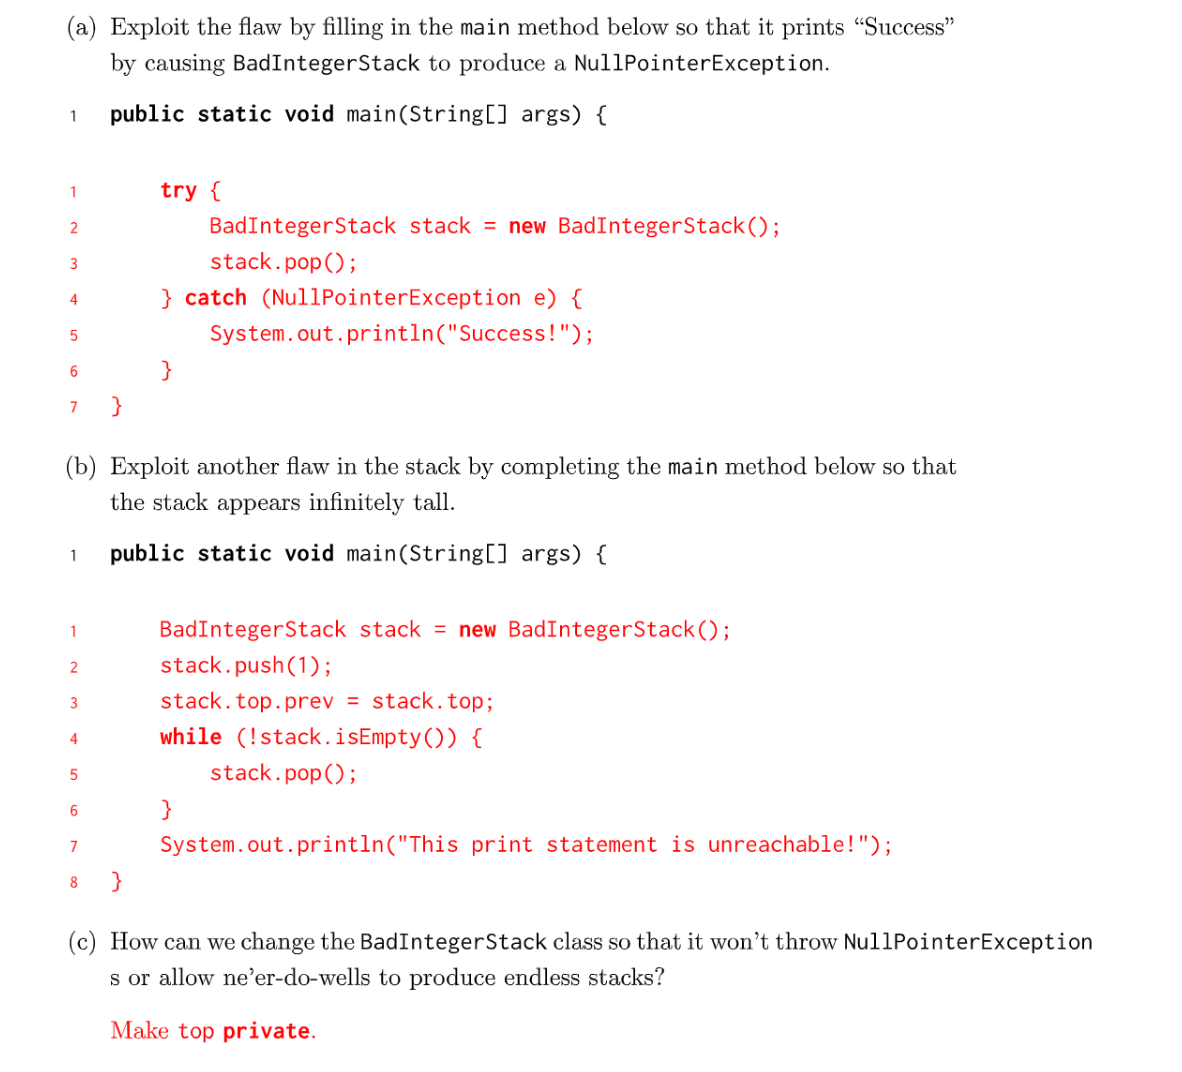 (a) Exploit the flaw by filling in the main method below so that it prints “Success”
by causing BadIntegerStack to produce a NullPointerException.
1 public static void main(String[] args) {
1 try {
2 BadIntegerStack stack = new BadIntegerStack();
3 stack.pop();
4 } catch (NullPointerException e) {
5 System.out.println("Success!");
6 }
7 }
(b) Exploit another flaw in the stack by completing the main method below so that
the stack appears infinitely tall.
1 public static void main(String[] args) {
1 BadIntegerStack stack = new BadIntegerStack();
2 stack.push(1);
3 stack.top.prev = stack.top;
4 while (!stack.isEmpty()) {
5 stack.pop();
6 }
7 System.out.println("This print statement is unreachable!");
8 }
(c) How can we change the BadIntegerStack class so that it won’t throw NullPointerException
s or allow ne’er-do-wells to produce endless stacks?
Make top private.